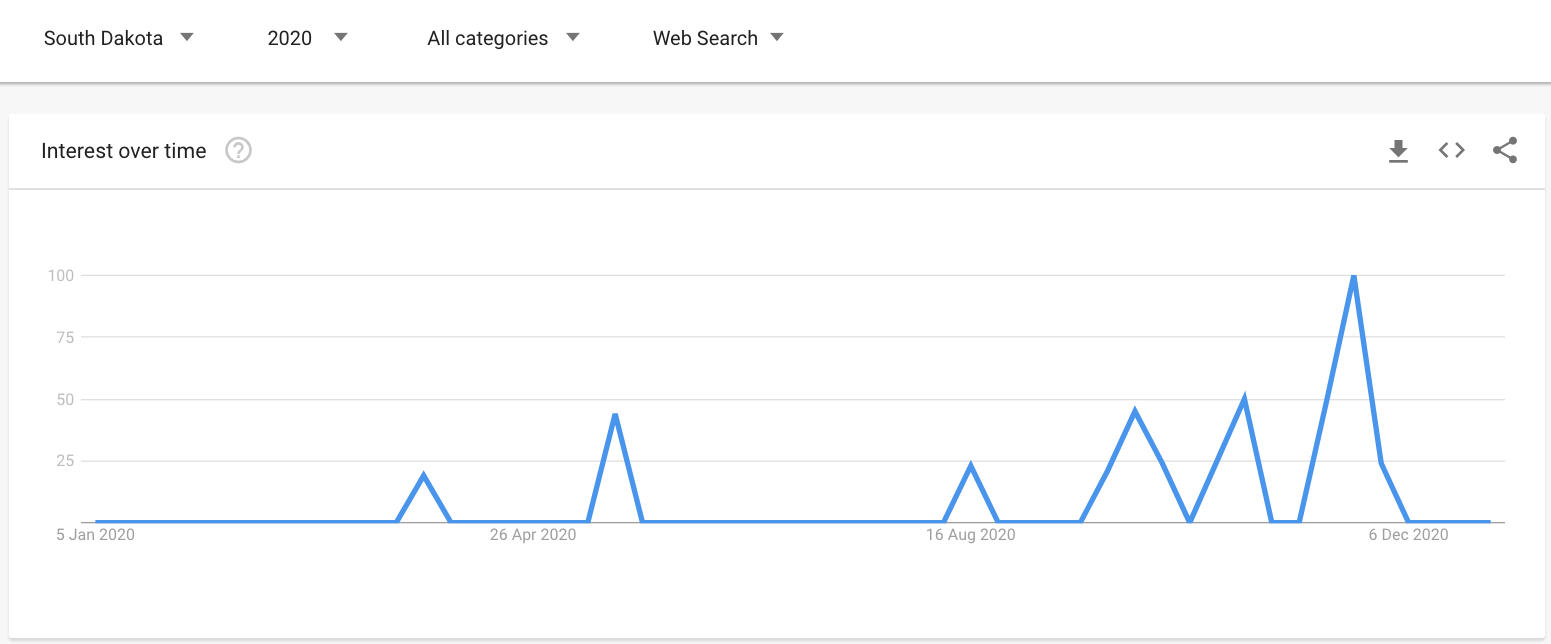 South Dakota 2020 All categories Web Search
Interest over time ?
100
75
50
25
5 Jan 2020 26 Apr 2020 16 Aug 2020 6 Dec 2020